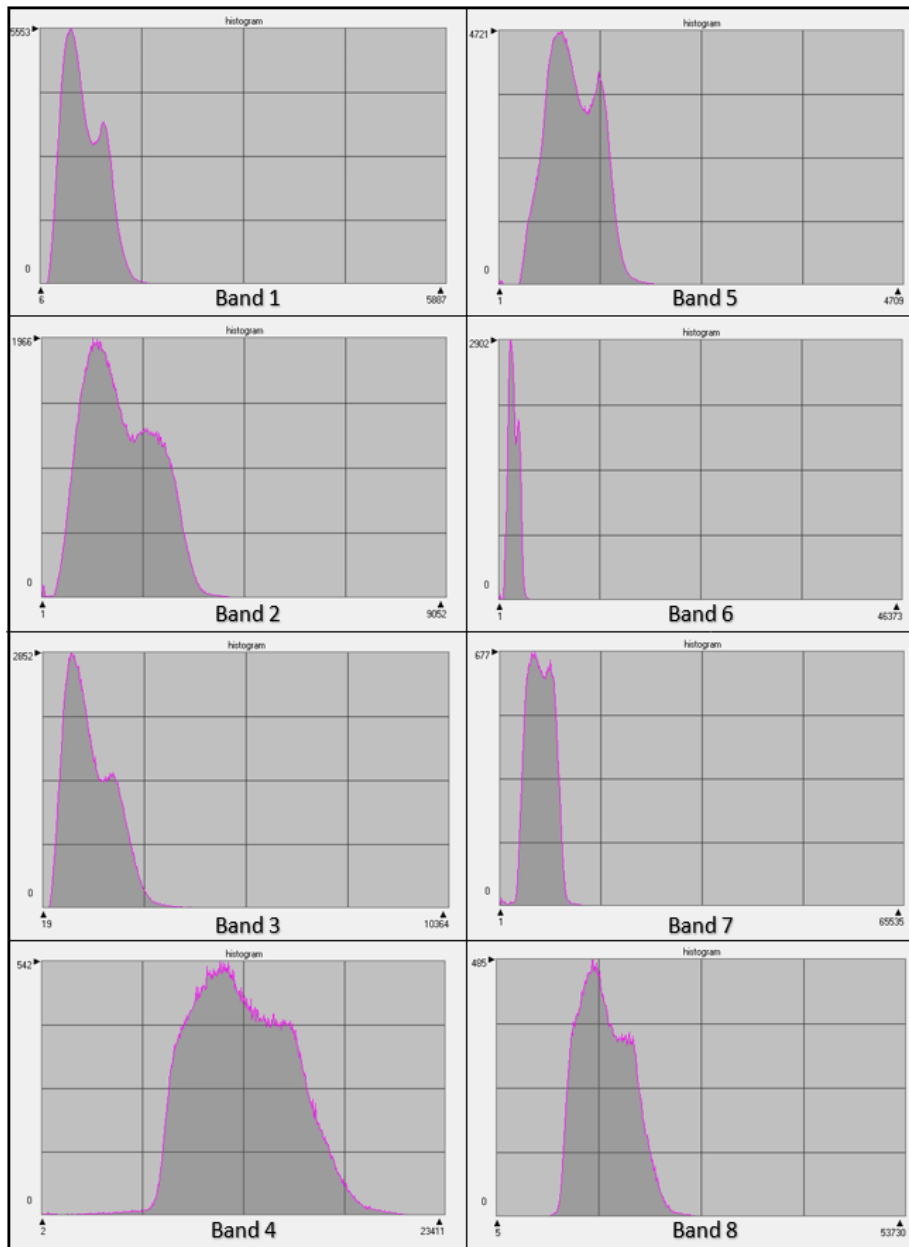 histogram
5553
0
6
5887
Band 1
histogram
4721
0
1
4709
Band 5
histogram
1966
0
1
9052
Band 2
histogram
2902
0
1
46373
Band 6
histogram
2852
0
19
10364
Band 3
histogram
677
0
1
65535
Band 7
histogram
542
0
2
23411
Band 4
histogram
485
0
5
53730
Band 8